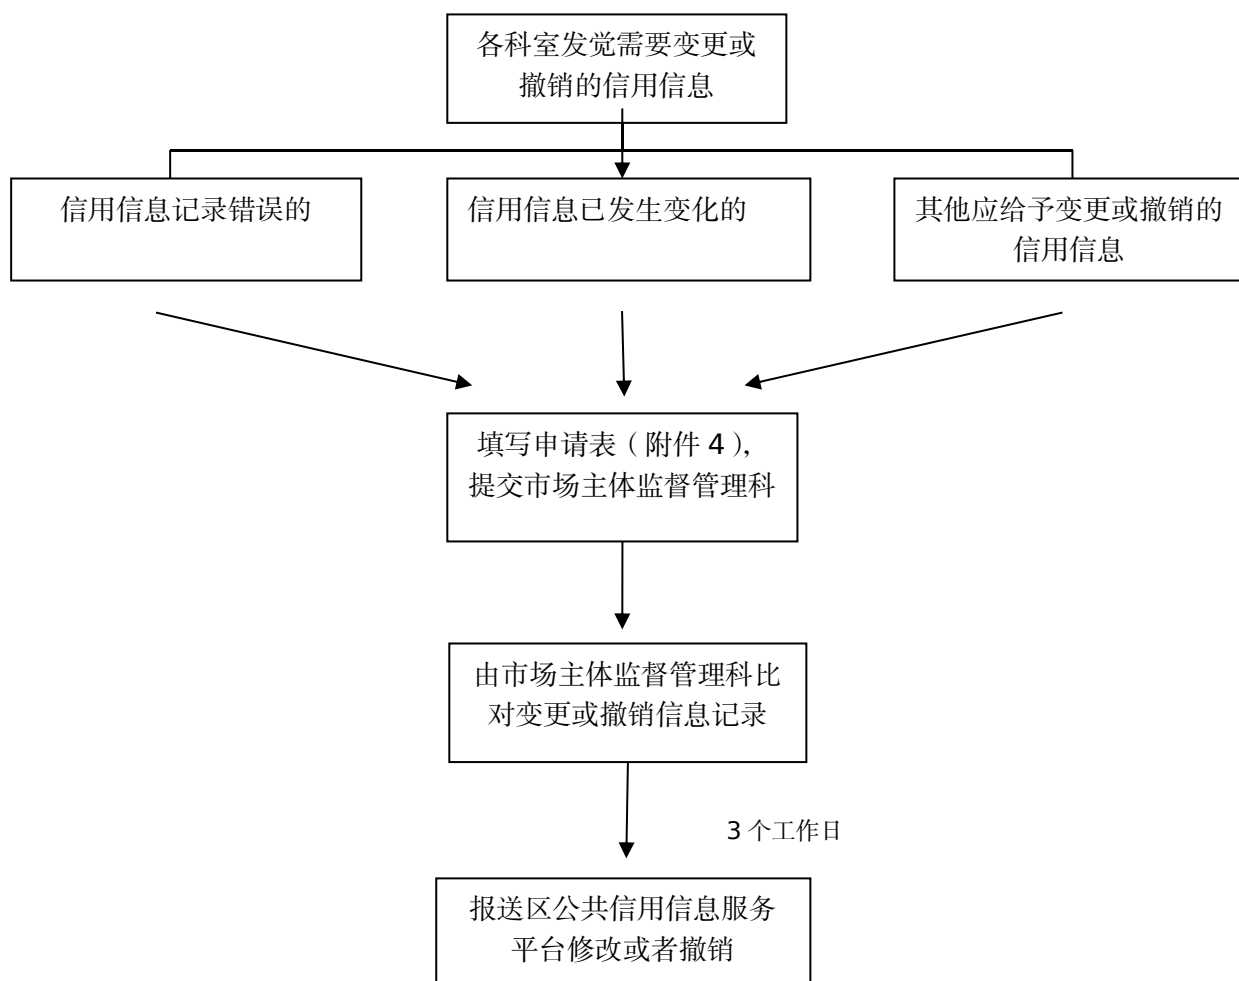 各科室发觉需要变更或
撤销的信用信息
信用信息记录错误的
信用信息已发生变化的
其他应给予变更或撤销的
信用信息
填写申请表（附件 4），
提交市场主体监督管理科
由市场主体监督管理科比
对变更或撤销信息记录
3 个工作日
报送区公共信用信息服务
平台修改或者撤销